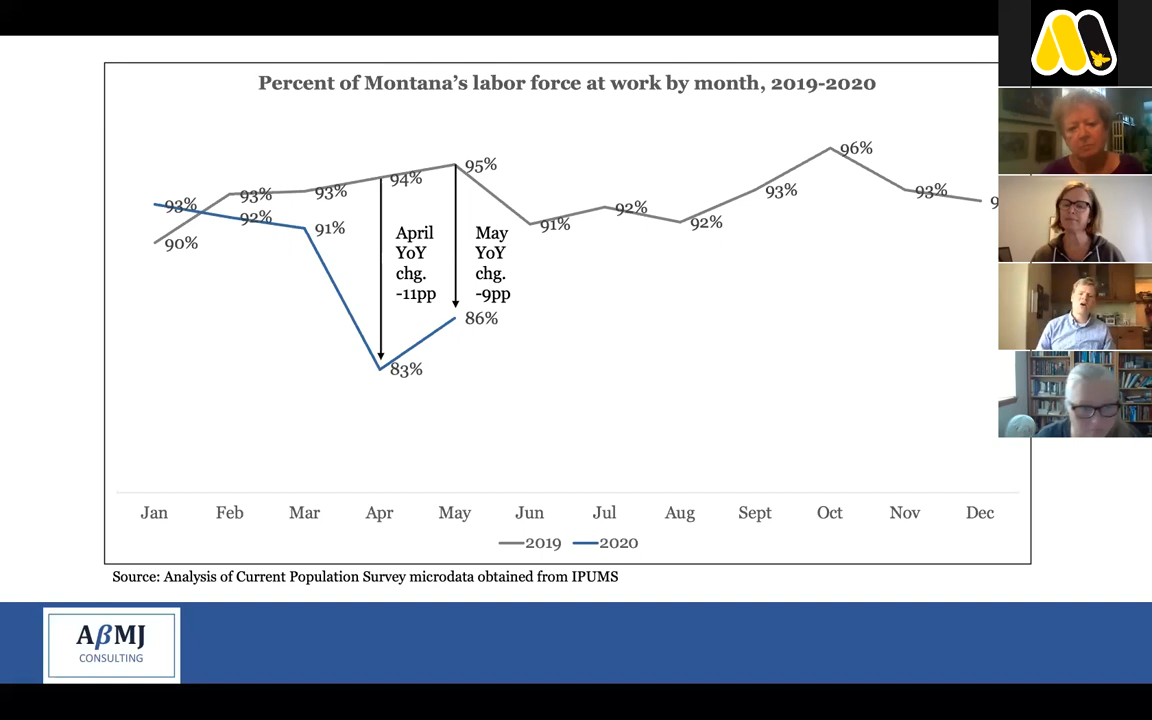 Percent of Montana's labor force at work by month, 2019-2020
96%
95%
94%
93%
93%
93%
93%
93%
92%
92%
92%
91%
91%
90%
86%
83%
April
YoY
chg.
-11pp
May
YoY
chg.
-9pp
Jan Feb Mar Apr May Jun Jul Aug Sept Oct Nov Dec
2019 2020
Source: Analysis of Current Population Survey microdata obtained from IPUMS
AβMJ
CONSULTING